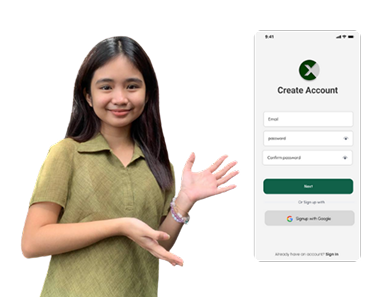 9:41
Create Account
Email
password
Confirm password
Next
Or Sign up with
Signup with Google
Already have an account? Sign in